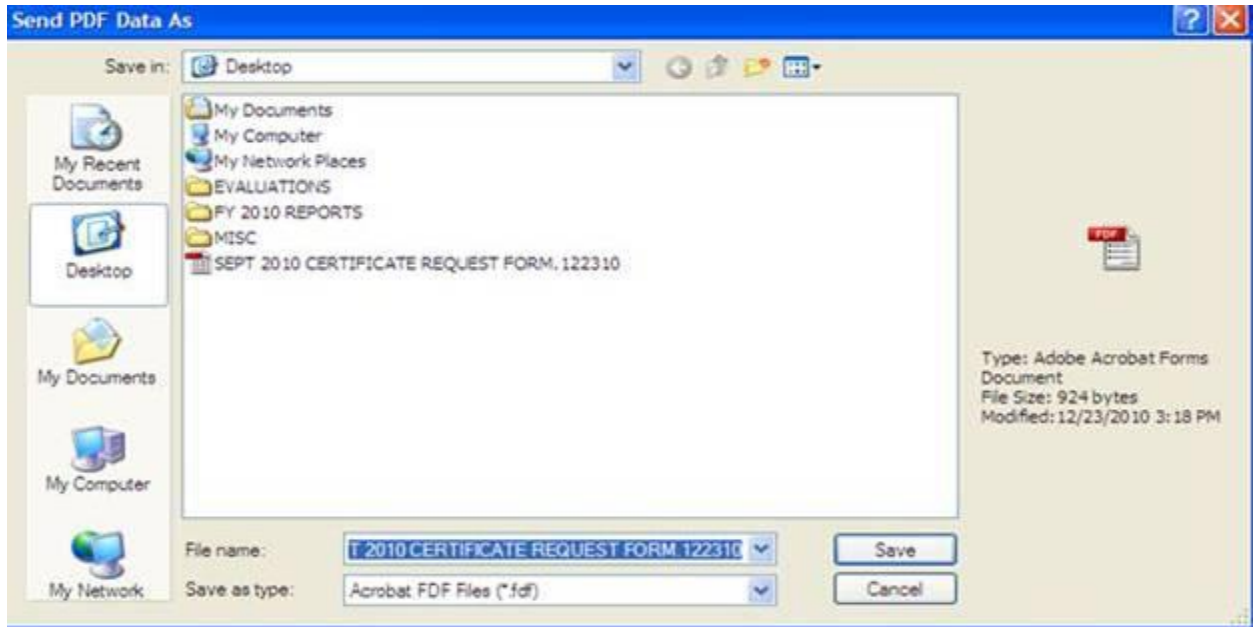 Send PDF Data As
Save in:
Desktop
My Recent
Documents
Desktop
My Documents
My Computer
My Network
My Documents
My Computer
My Network Places
EVALUATIONS
FY 2010 REPORTS
MISC
SEPT 2010 CERTIFICATE REQUEST FORM.122310
PDF
Type: Adobe Acrobat Forms
Document
File Size: 924 bytes
Modified: 12/23/2010 3:18 PM
File name:
T 2010 CERTIFICATE REQUEST FORM.122310
Save
Save as type:
Acrobat FDF Files (*.fdf)
Cancel